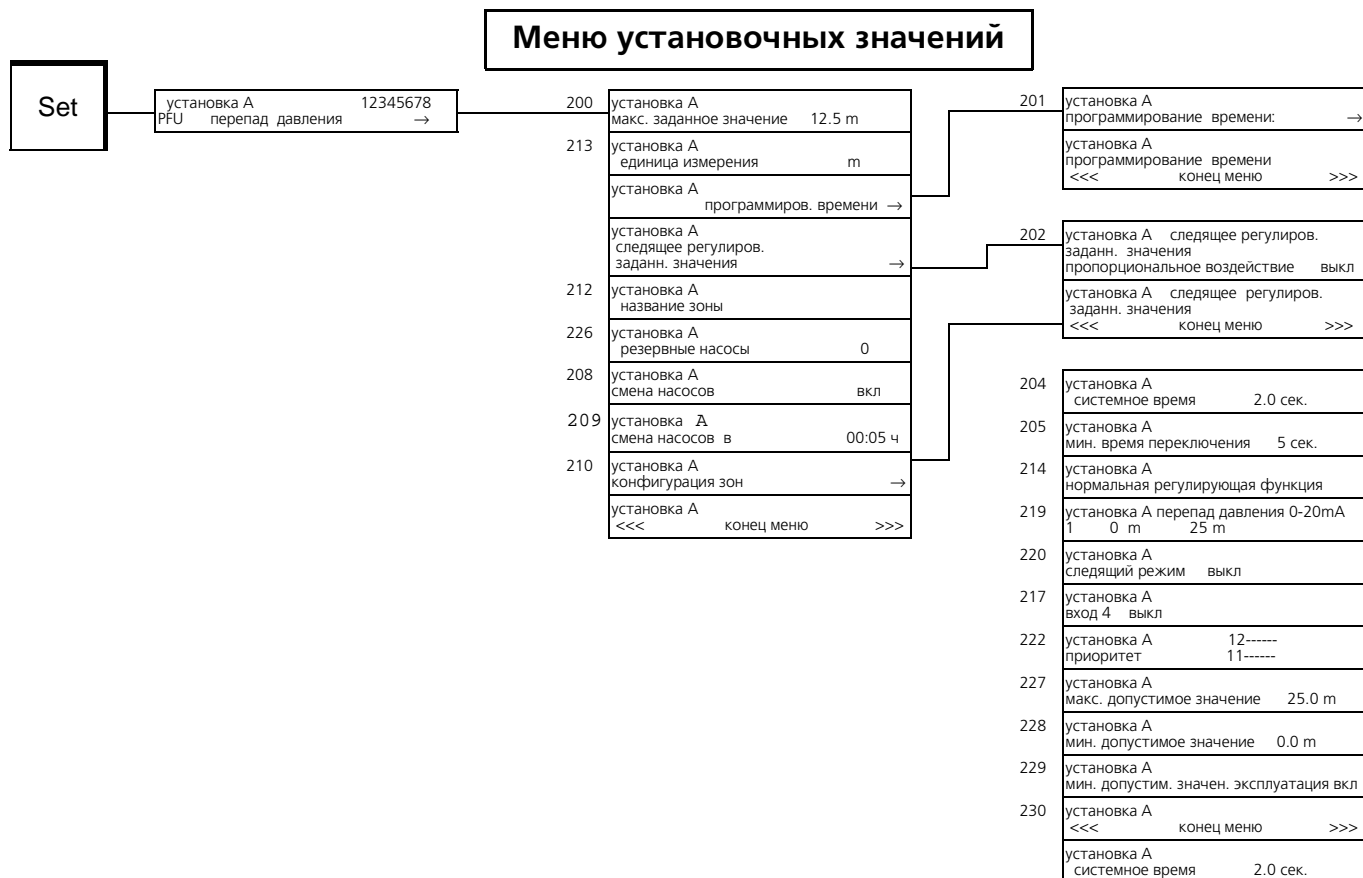 Меню установочных значений
Set
установка А 12345678
PFU перепад давления →
200
установка А
макс. заданное значение 12.5 m
213
установка А
единица измерения m
установка А
программиров. времени →
установка А
следящее регулиров.
заданн. значения →
212
установка А
название зоны
226
установка А
резервные насосы 0
208
установка А
смена насосов вкл
209
установка А
смена насосов в 00:05 ч
210
установка А
конфигурация зон →
установка А
<<< конец меню >>>
201
установка А
программирование времени: →
установка А
программирование времени
<<< конец меню >>>
202
установка А следящее регулиров.
заданн. значения
пропорциональное воздействие выкл
установка А следящее регулиров.
заданн. значения
<<< конец меню >>>
204
установка А
системное время 2.0 сек.
205
установка А
мин. время переключения 5 сек.
214
установка А
нормальная регулирующая функция
219
установка А перепад давления 0-20mA
1 0 m 25 m
220
установка А
следящий режим выкл
217
установка А
вход 4 выкл
222
установка А 12------
приоритет 11------
227
установка А
макс. допустимое значение 25.0 m
228
установка А
мин. допустимое значение 0.0 m
229
установка А
мин. допустим. значен. эксплуатация вкл
230
установка А
<<< конец меню >>>
установка А
системное время 2.0 сек.